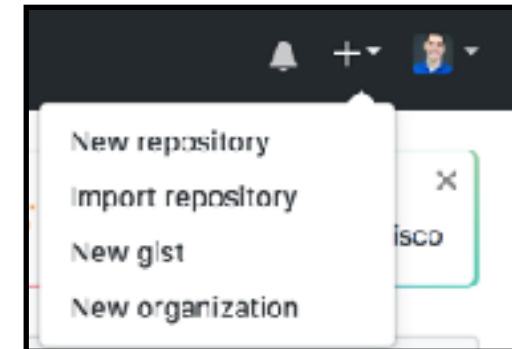 New repository
Import repository
isco
New gist
New organization